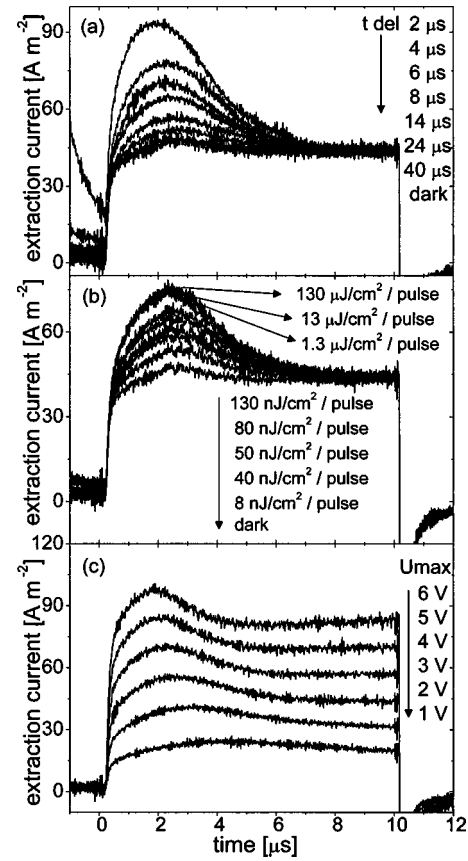 (a)
t del
2 µs
4 µs
6 µs
8 µs
14 µs
24 µs
40 µs
dark
extraction current [A m⁻²]
90
60
30
0
(b)
130 µJ/cm² / pulse
13 µJ/cm² / pulse
1.3 µJ/cm² / pulse
130 nJ/cm² / pulse
80 nJ/cm² / pulse
50 nJ/cm² / pulse
40 nJ/cm² / pulse
8 nJ/cm² / pulse
dark
extraction current [A m⁻²]
60
30
0
(c)
Umax
6 V
5 V
4 V
3 V
2 V
1 V
extraction current [A m⁻²]
120
90
60
30
0
0 2 4 6 8 10 12
time [µs]